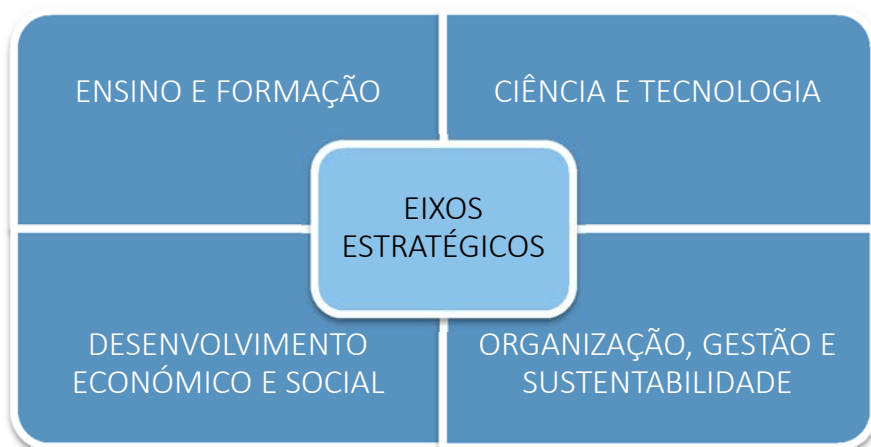 ENSINO E FORMAÇÃO
CIÊNCIA E TECNOLOGIA
EIXOS
ESTRATÉGICOS
DESENVOLVIMENTO
ECONÓMICO E SOCIAL
ORGANIZAÇÃO, GESTÃO E
SUSTENTABILIDADE